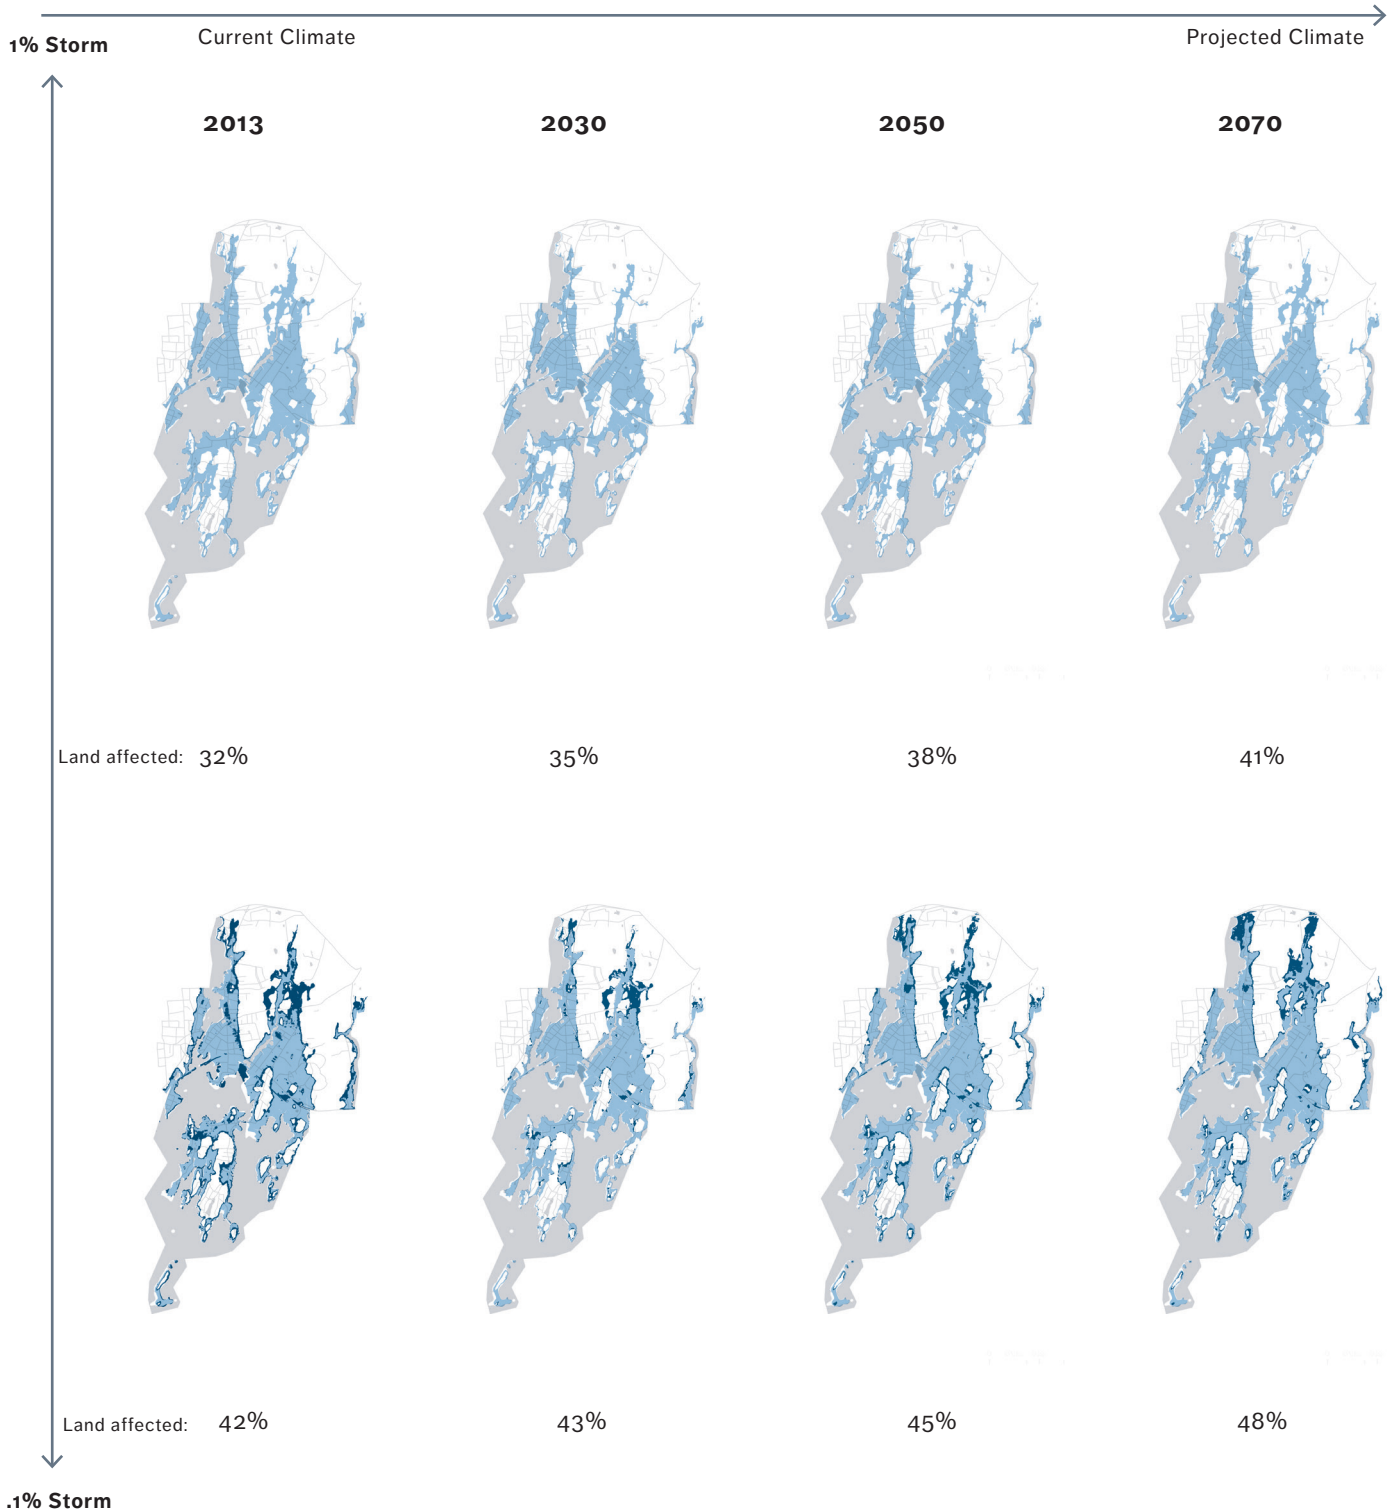 1% Storm
Current Climate
Projected Climate
2013
2030
2050
2070
Land affected: 32%
35%
38%
41%
Land affected: 42%
43%
45%
48%
.1% Storm